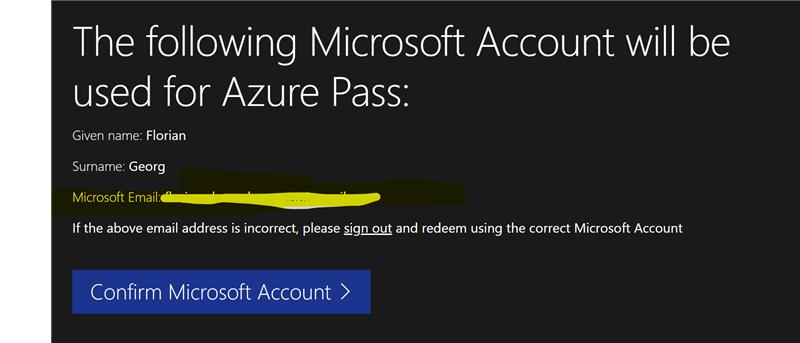 The following Microsoft Account will be
used for Azure Pass:
Given name: Florian
Surname: Georg
Microsoft Email:
If the above email address is incorrect, please sign out and redeem using the correct Microsoft Account
Confirm Microsoft Account >